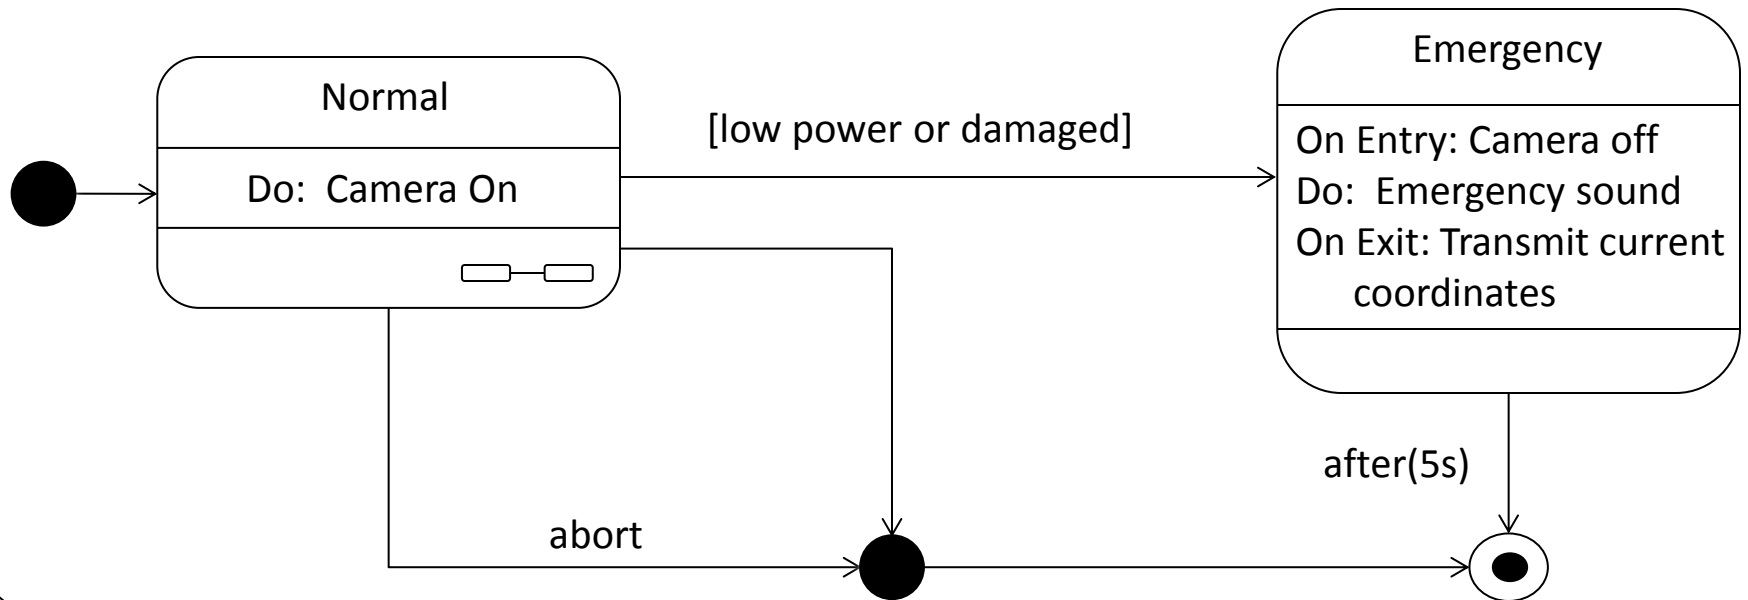 Emergency
Normal
[low power or damaged]
On Entry: Camera off
Do:  Camera On
Do:  Emergency sound
On Exit: Transmit current
coordinates
after(5s)
abort